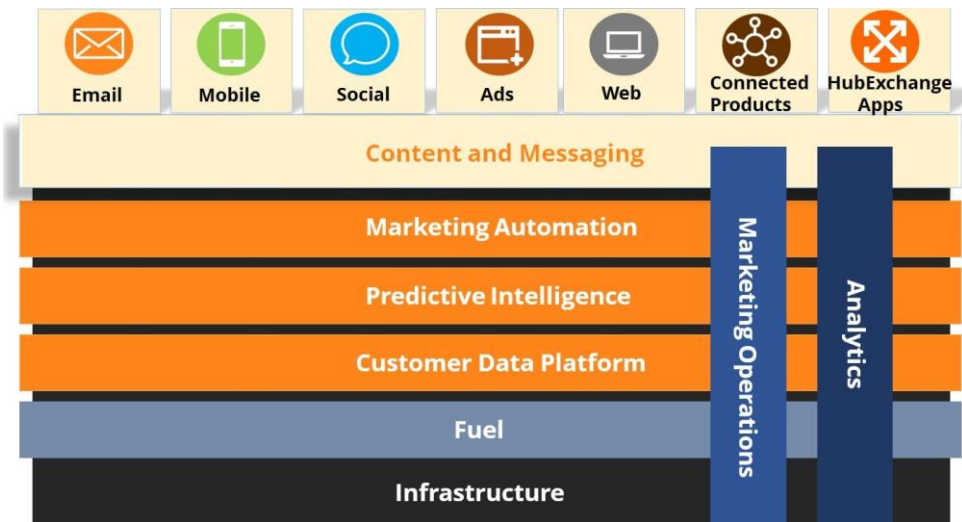 Email
Mobile
Social
Ads
Web
Connected
Products
HubExchange
Apps
Content and Messaging
Marketing Automation
Predictive Intelligence
Customer Data Platform
Fuel
Infrastructure
Marketing Operations
Analytics